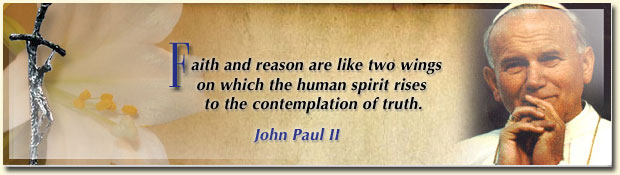 Faith and reason are like two wings
on which the human spirit rises
to the contemplation of truth.
John Paul II